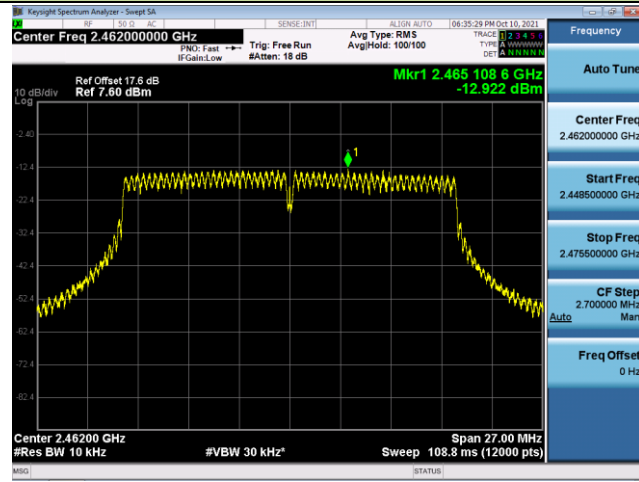 Keysight Spectrum Analyzer - Swept SA
RF 50 Ω AC SENSE:INT ALIGN AUTO 06:35:29 PM Oct 10, 2021
Center Freq 2.462000000 GHz
PNO: Fast
IFGain:Low
Trig: Free Run
#Atten: 18 dB
Avg Type: RMS
Avg|Hold: 100/100
TRACE 1 2 3 4 5 6
TYPE A WWWWW
DET A NNNNN
Mkr1 2.465 108 6 GHz
-12.922 dBm
Ref Offset 17.6 dB
10 dB/div Ref 7.60 dBm
Log
-2.40
-12.4
-22.4
-32.4
-42.4
-52.4
-62.4
-72.4
-82.4
1
Center 2.46200 GHz Span 27.00 MHz
#Res BW 10 kHz #VBW 30 kHz* Sweep 108.8 ms (12000 pts)
MSG STATUS
Frequency
Auto Tune
Center Freq
2.462000000 GHz
Start Freq
2.448500000 GHz
Stop Freq
2.475500000 GHz
CF Step
2.700000 MHz
Auto Man
Freq Offset
0 Hz